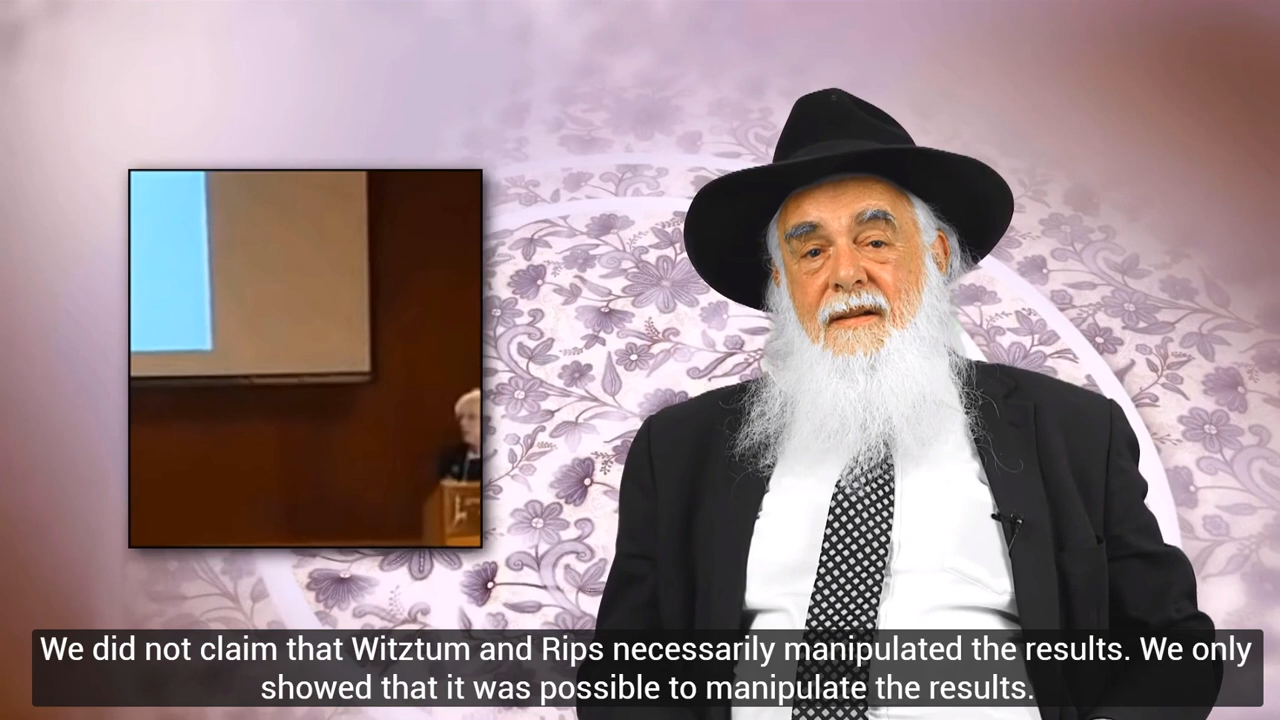 We did not claim that Witztum and Rips necessarily manipulated the results. We only
showed that it was possible to manipulate the results.